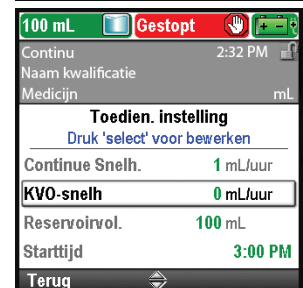 100 mL Gestopt
Continu 2:32 PM
Naam kwalificatie
Medicijn mL
Toedien. instelling
Druk 'select' voor bewerken
Continue Snelh. 1 mL/uur
KVO-snelh 0 mL/uur
Reservoirvol. 100 mL
Starttijd 3:00 PM
Terug